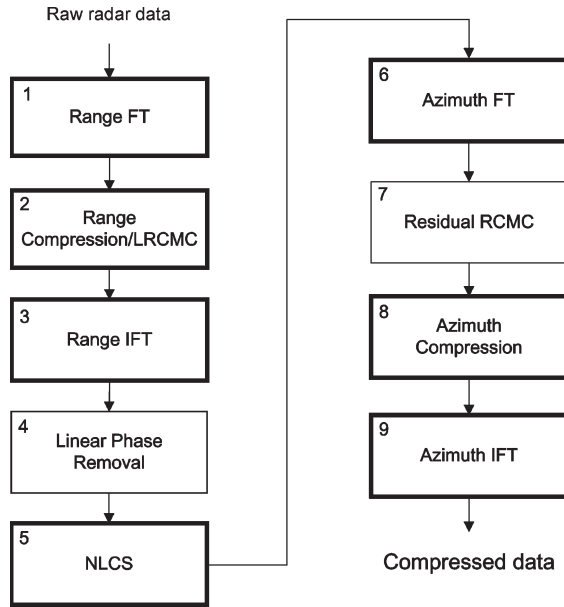 Raw radar data
1
Range FT
2
Range
Compression/LRCMC
3
Range IFT
4
Linear Phase
Removal
5
NLCS
6
Azimuth FT
7
Residual RCMC
8
Azimuth
Compression
9
Azimuth IFT
Compressed data